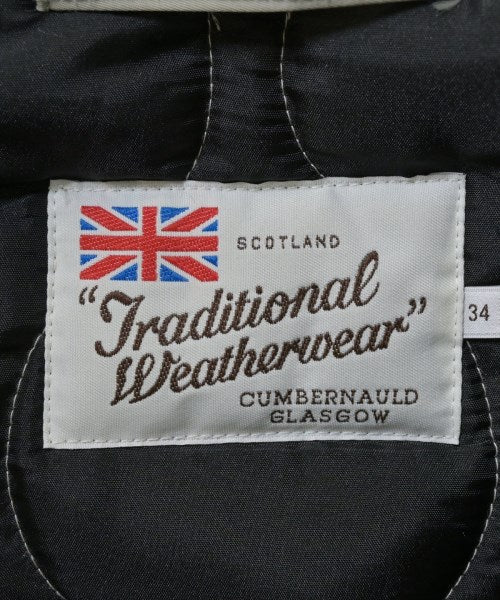 SCOTLAND
"Traditional
Weatherwear"
CUMBERNAULD
GLASGOW
34